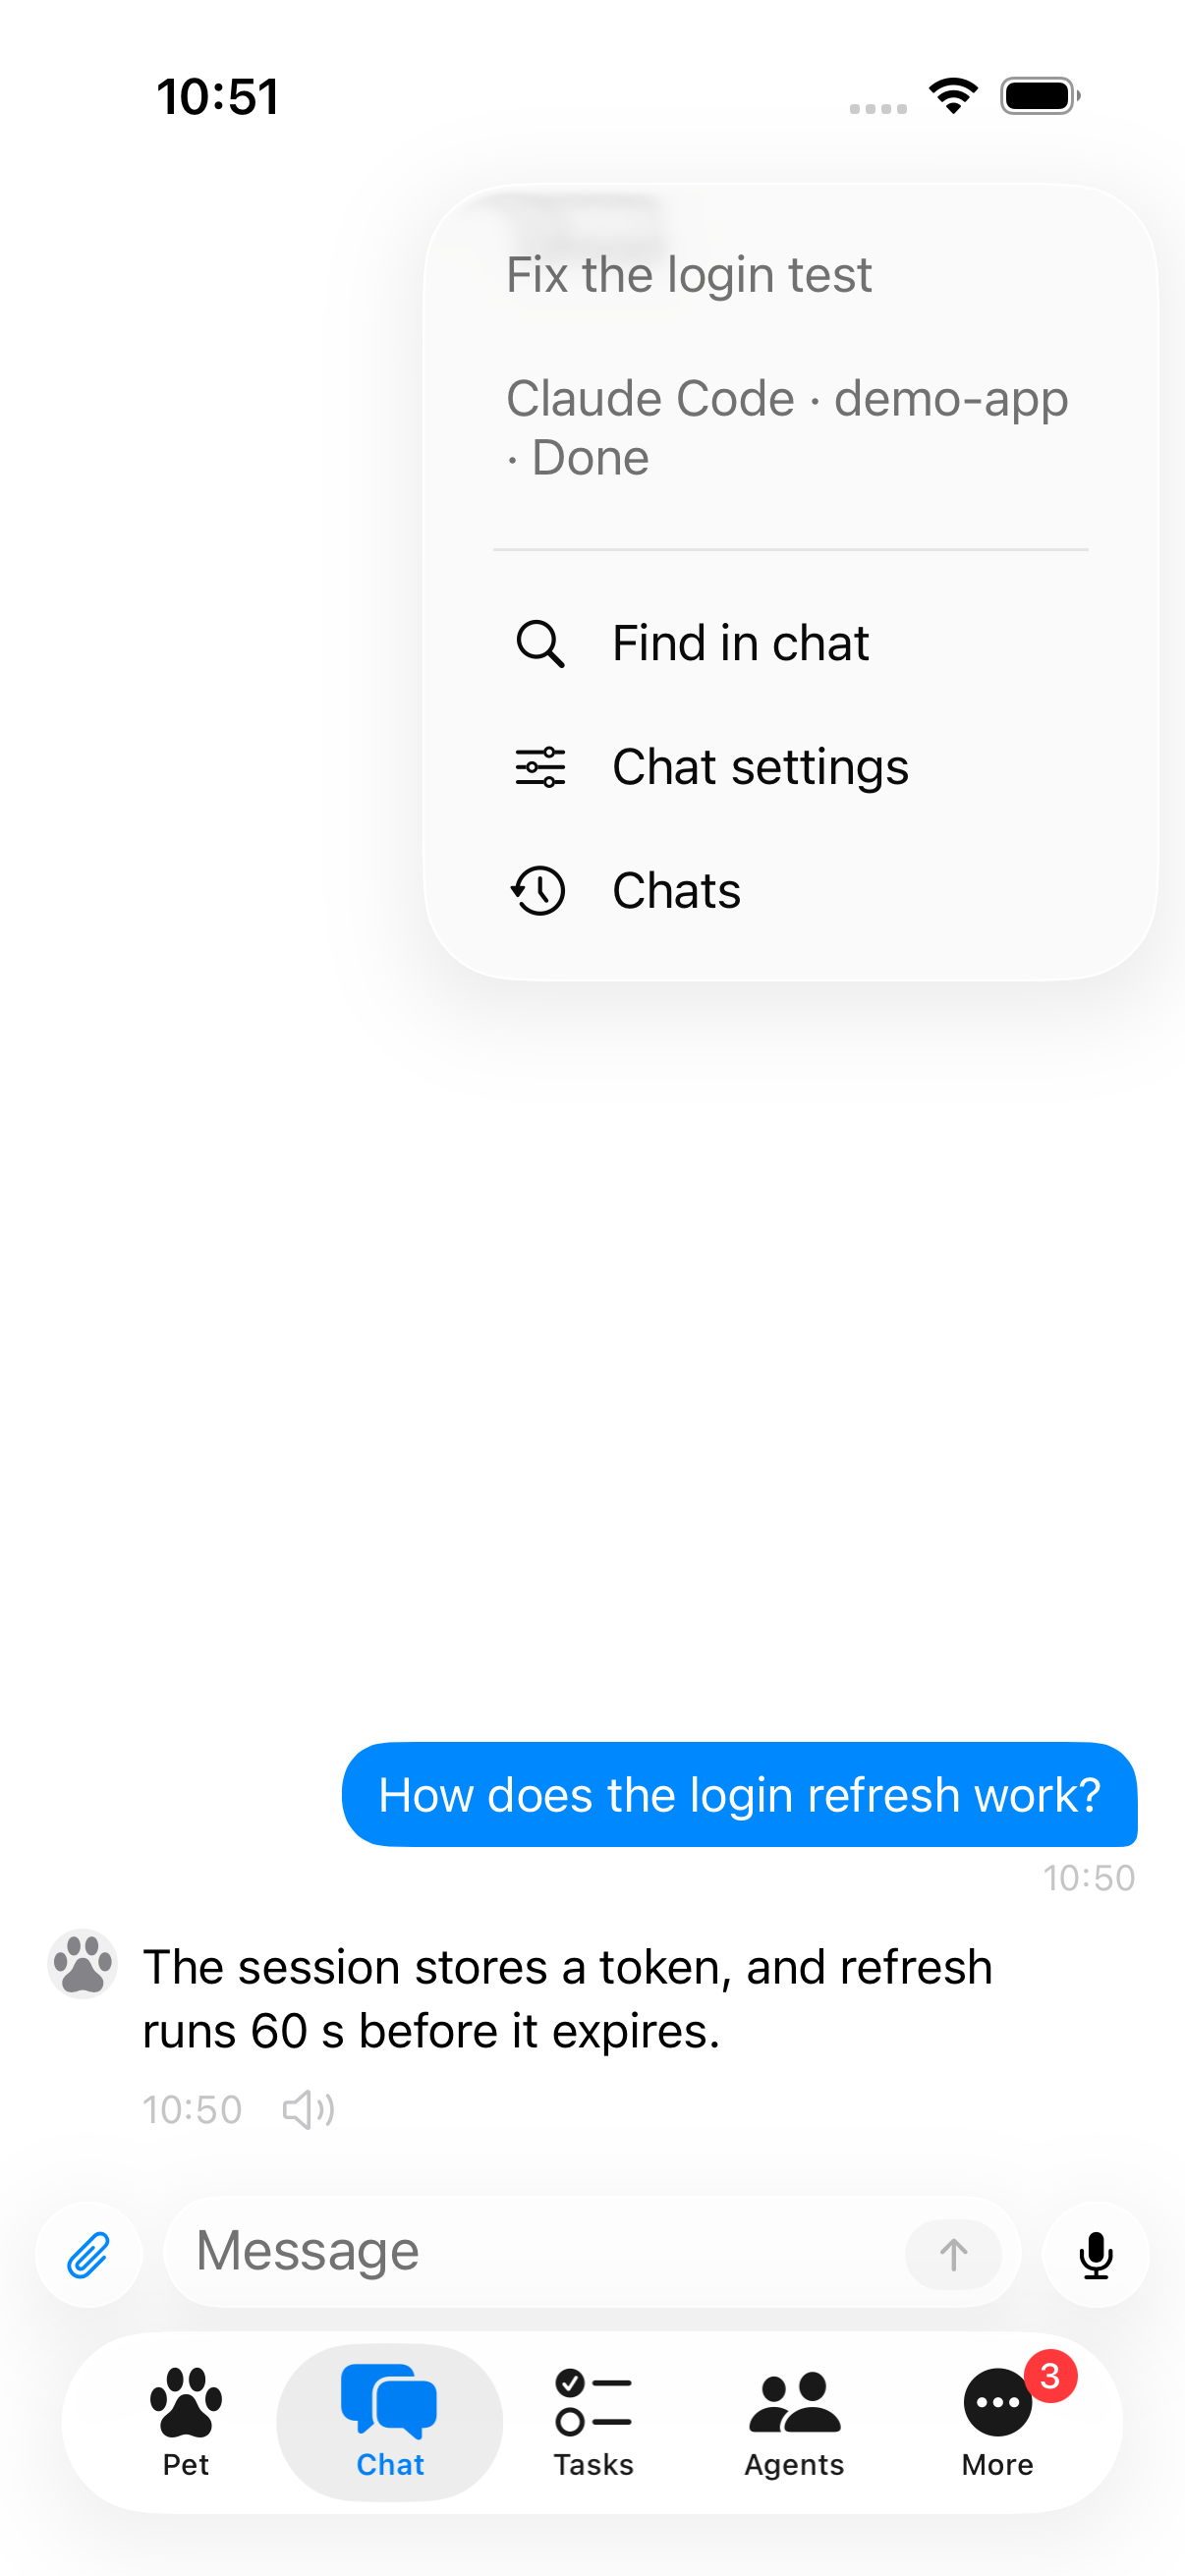 10:51
Fix the login test
Claude Code · demo-app
· Done
Find in chat
Chat settings
Chats
How does the login refresh work?
10:50
The session stores a token, and refresh
runs 60 s before it expires.
10:50
Message
3
Pet
Chat
Tasks
Agents
More